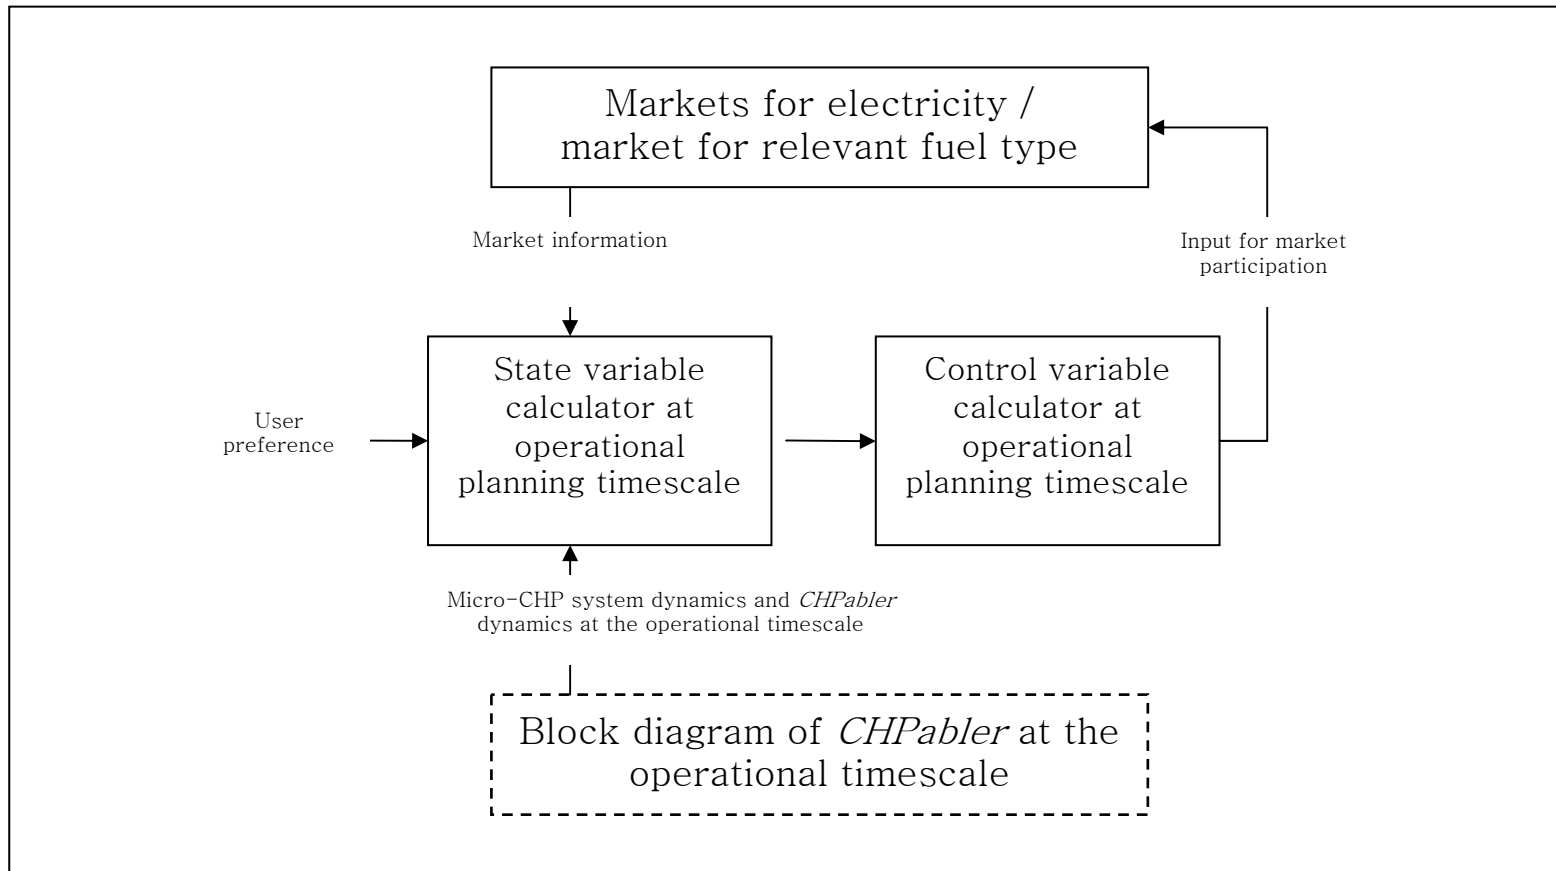 Markets for electricity /
market for relevant fuel type
Market information
Input for market
participation
User
preference
State variable
calculator at
operational
planning timescale
Control variable
calculator at
operational
planning timescale
Micro-CHP system dynamics and CHPabler
dynamics at the operational timescale
Block diagram of CHPabler at the
operational timescale